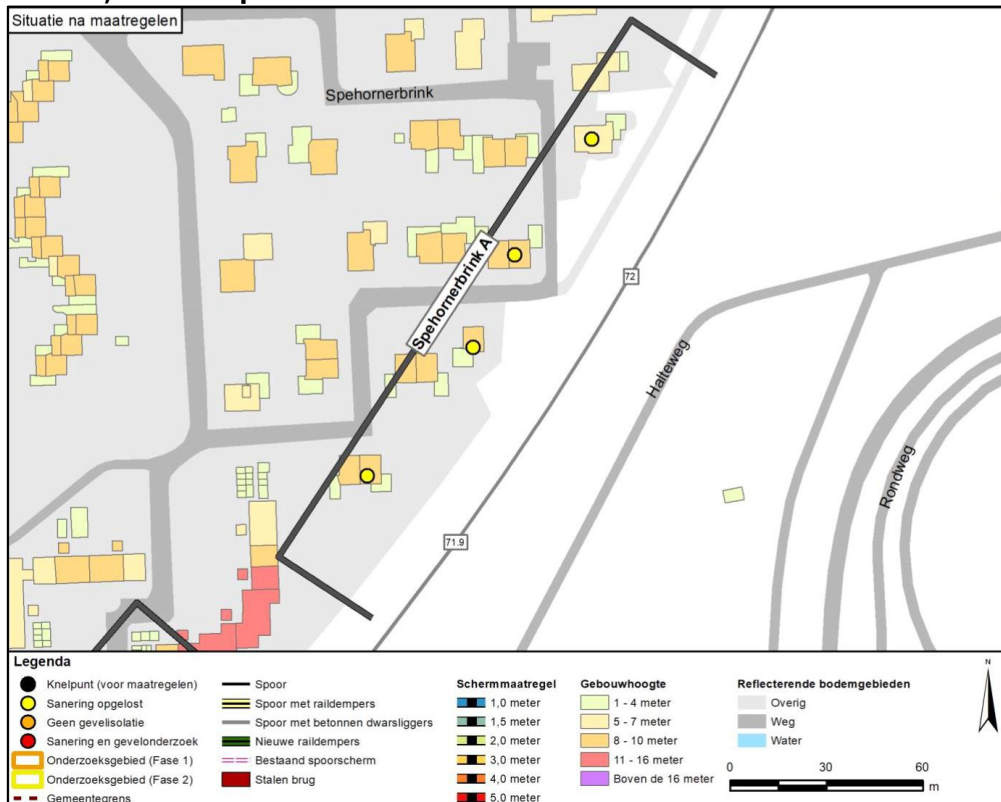 Situatie na maatregelen
Spehornerbrink
Spehornerbrink A
72
Halteweg
Rondweg
71.9
Legenda
Knelpunt (voor maatregelen)
Sanering opgelost
Geen gevelisolatie
Sanering en gevelonderzoek
Onderzoeksgebied (Fase 1)
Onderzoeksgebied (Fase 2)
Gemeentegrens
Spoor
Spoor met raildempers
Spoor met betonnen dwarsliggers
Nieuwe raildempers
Bestaand spoorscherm
Stalen brug
Schermmaatregel
1,0 meter
1,5 meter
2,0 meter
3,0 meter
4,0 meter
5,0 meter
Gebouwhoogte
1 - 4 meter
5 - 7 meter
8 - 10 meter
11 - 16 meter
Boven de 16 meter
Reflecterende bodemgebieden
Overig
Weg
Water
N
0 30 60
m